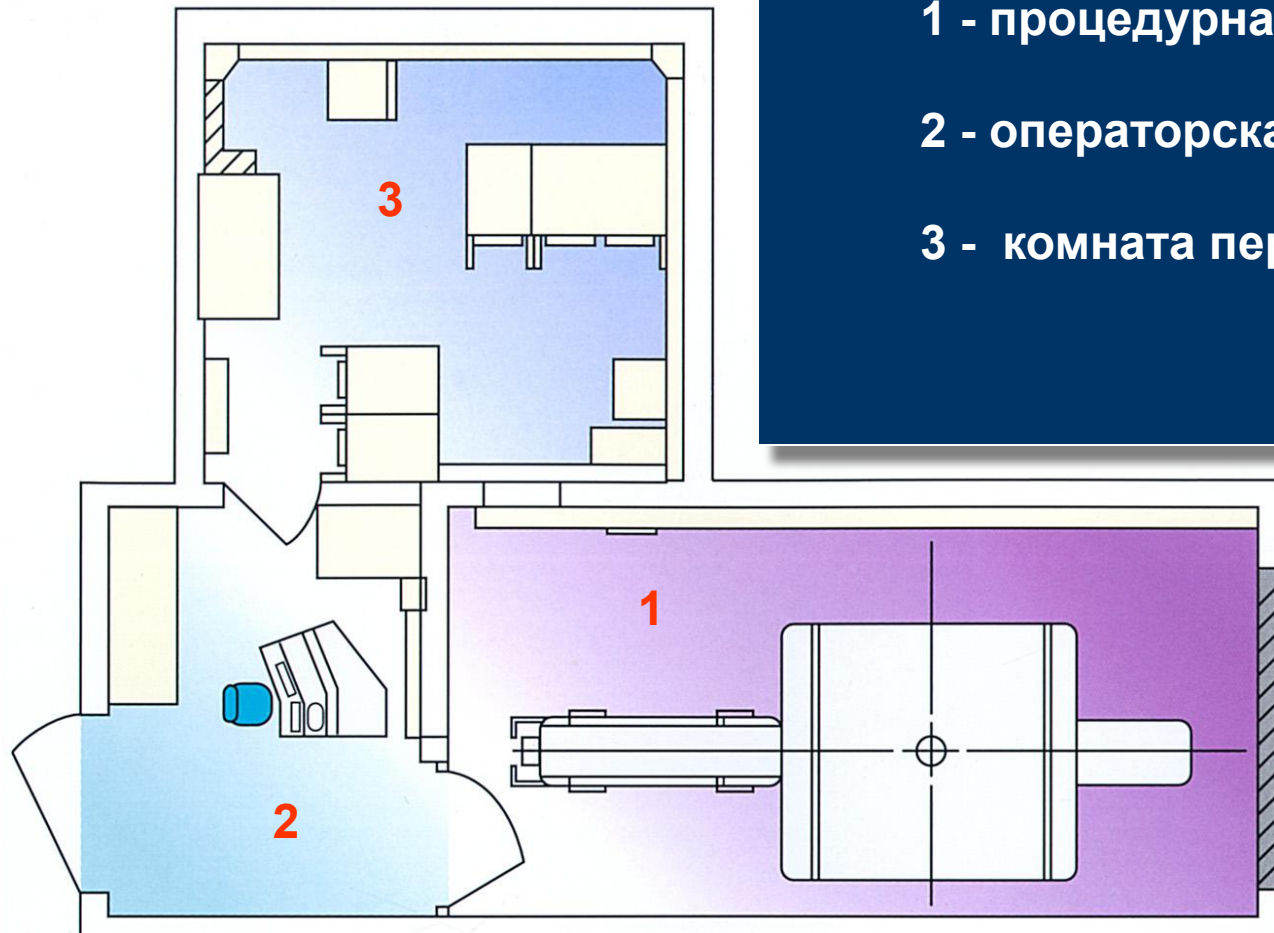 1 - процедурна
2 - операторска
3 - комната пер
3
1
2